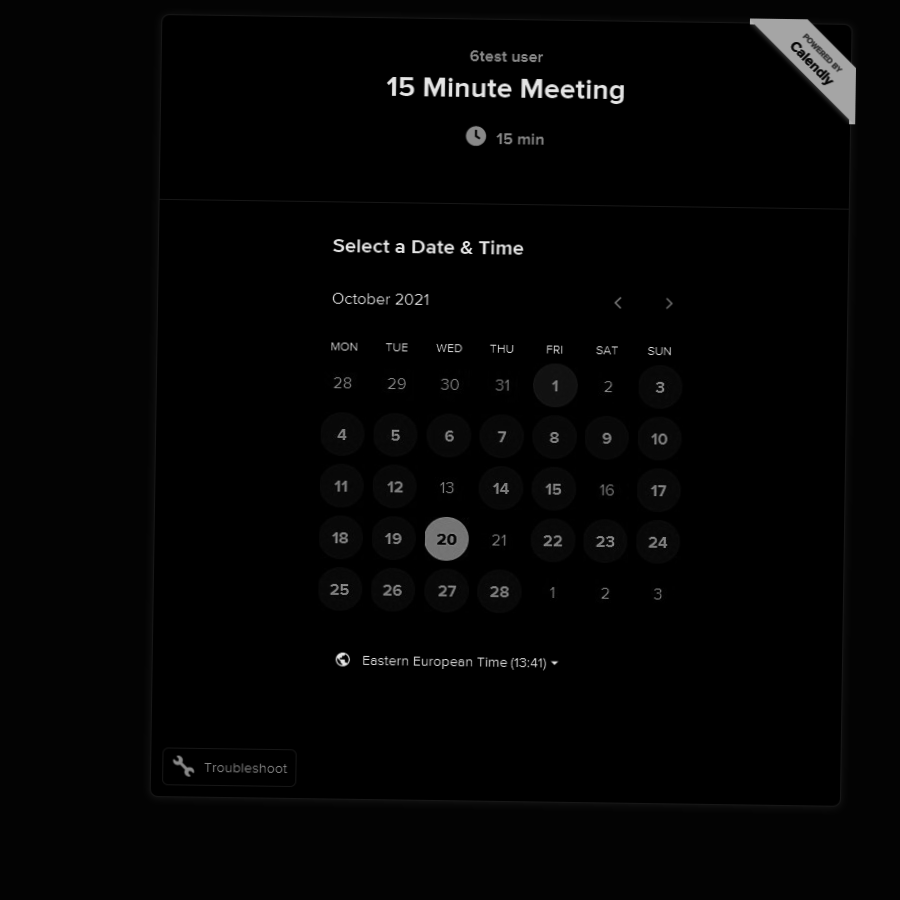 POWERED BY
Calendly
6test user
15 Minute Meeting
15 min
Select a Date & Time
October 2021
MON TUE WED THU FRI SAT SUN
28 29 30 31 1 2 3
4 5 6 7 8 9 10
11 12 13 14 15 16 17
18 19 20 21 22 23 24
25 26 27 28 1 2 3
Eastern European Time (13:41)
Troubleshoot